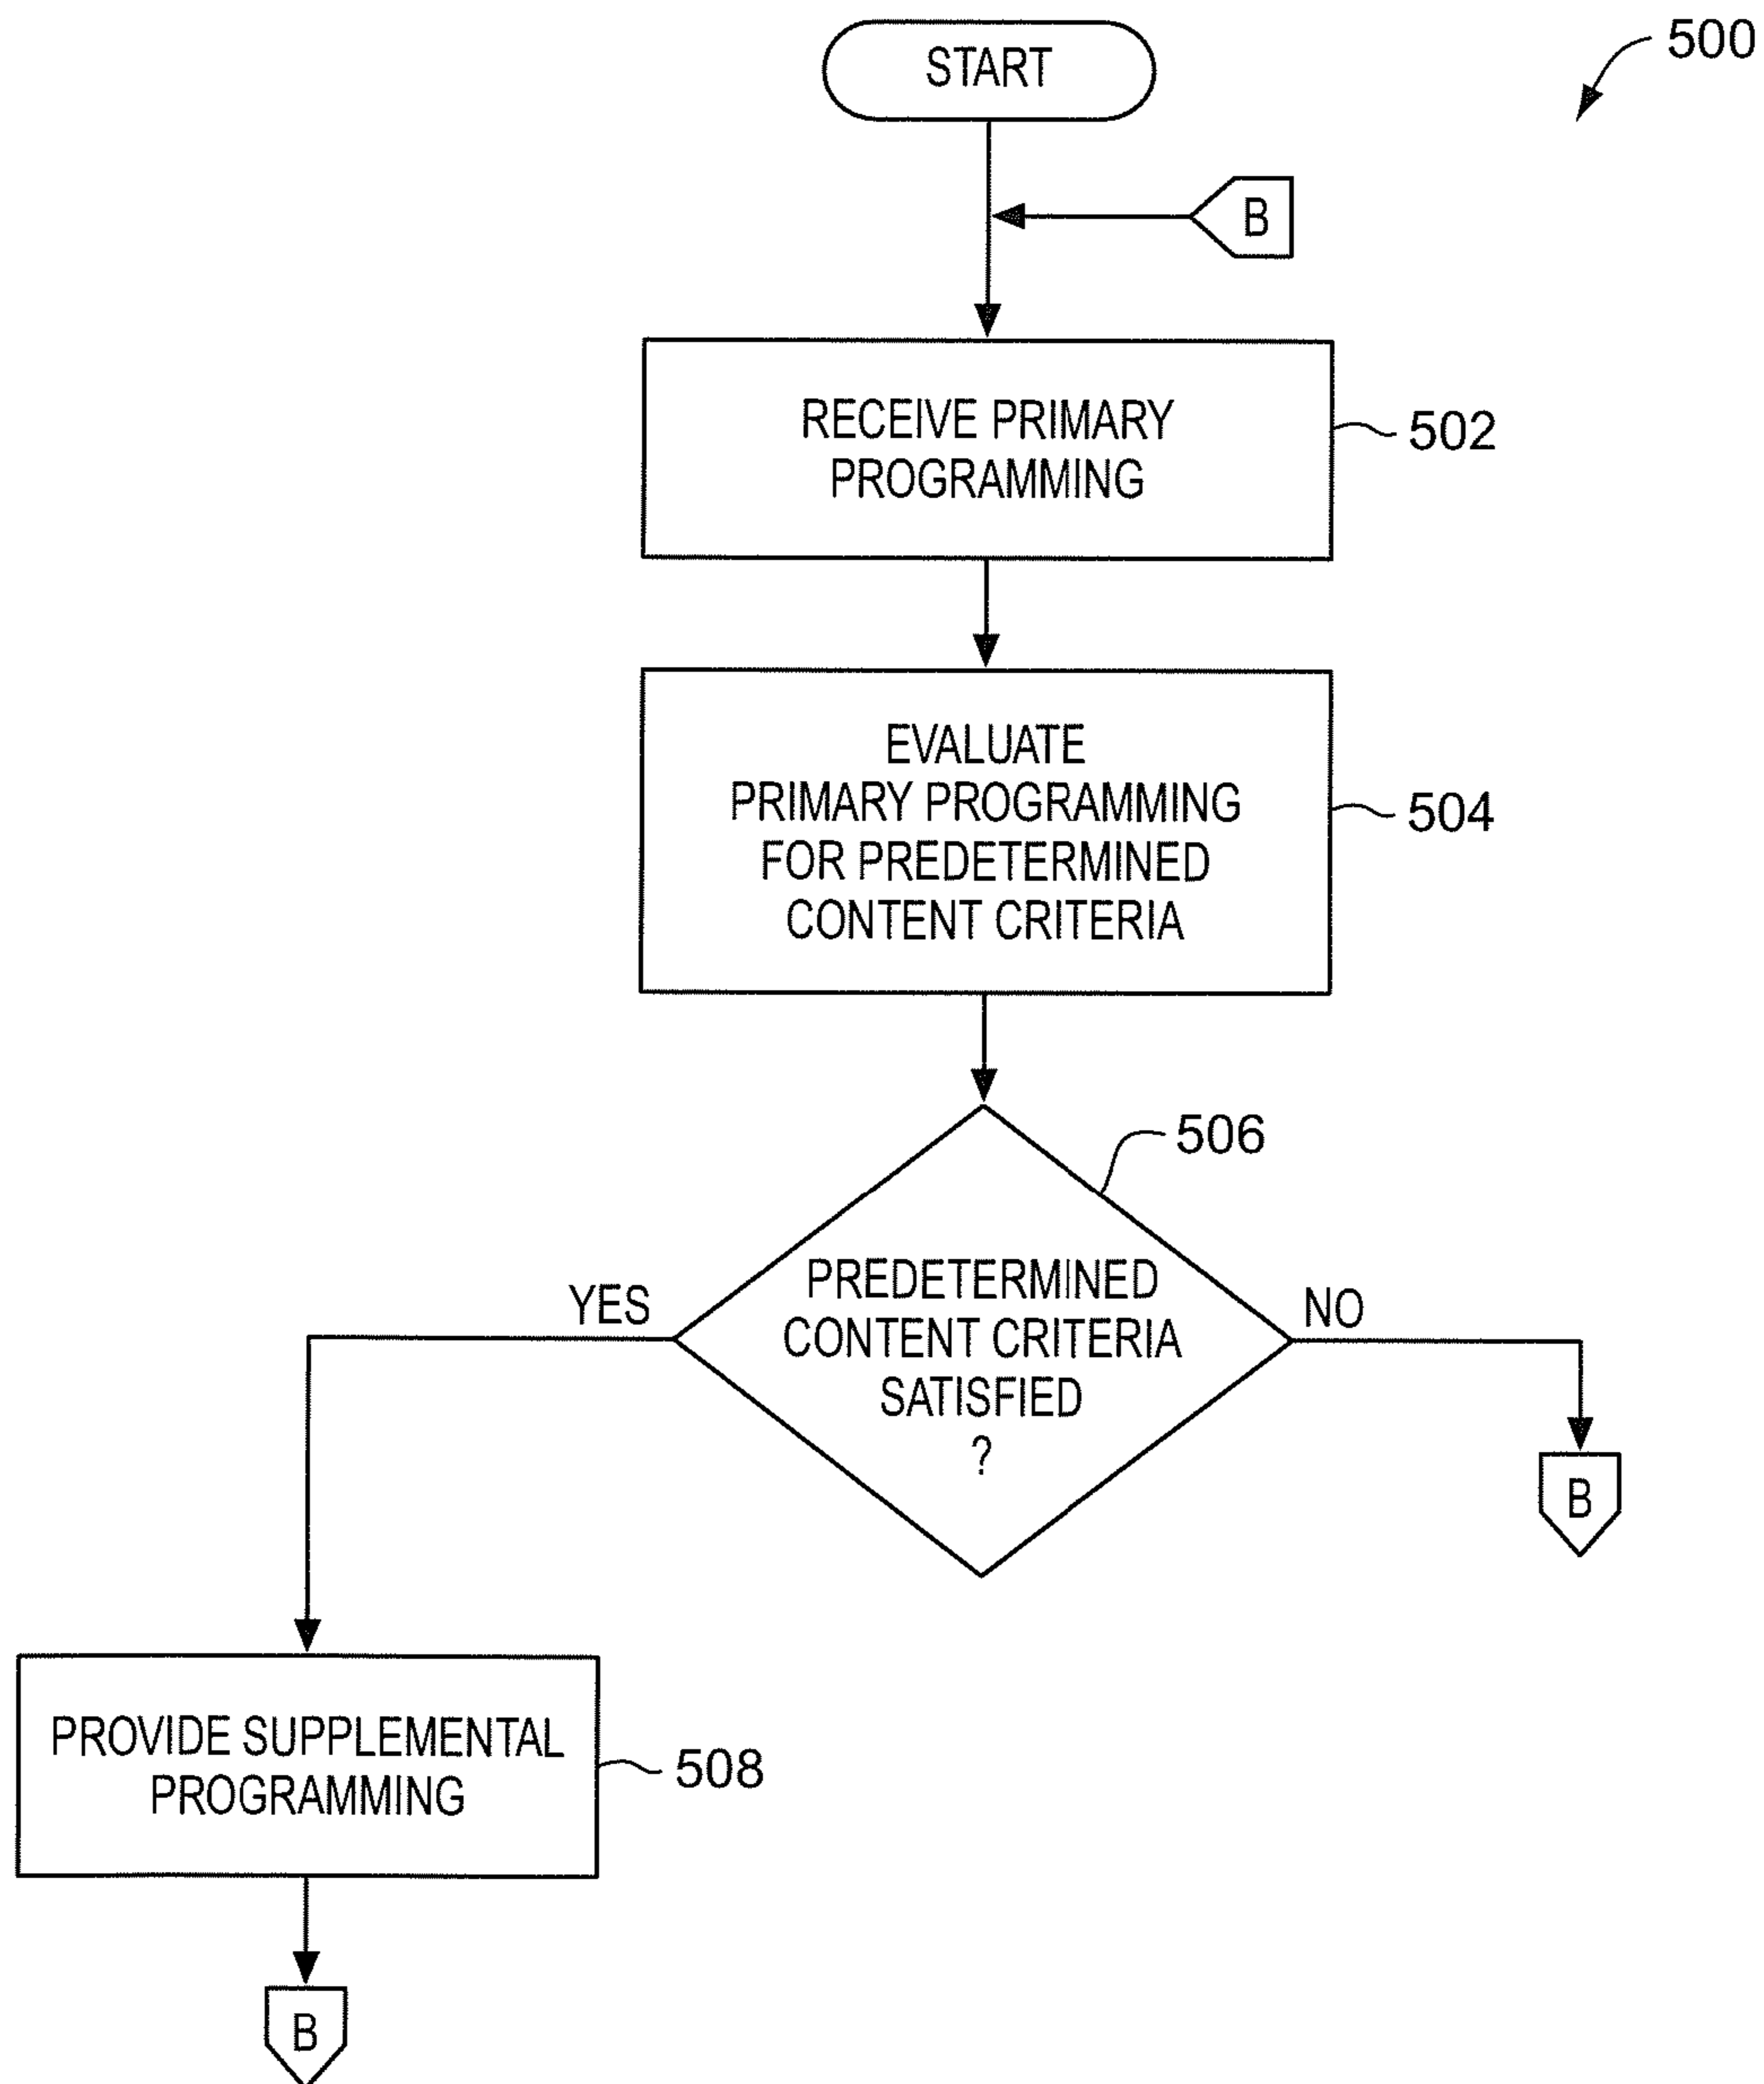 500
START
B
RECEIVE PRIMARY
PROGRAMMING
502
EVALUATE
PRIMARY PROGRAMMING
FOR PREDETERMINED
CONTENT CRITERIA
504
506
PREDETERMINED
CONTENT CRITERIA
SATISFIED
?
YES
NO
B
PROVIDE SUPPLEMENTAL
PROGRAMMING
508
B